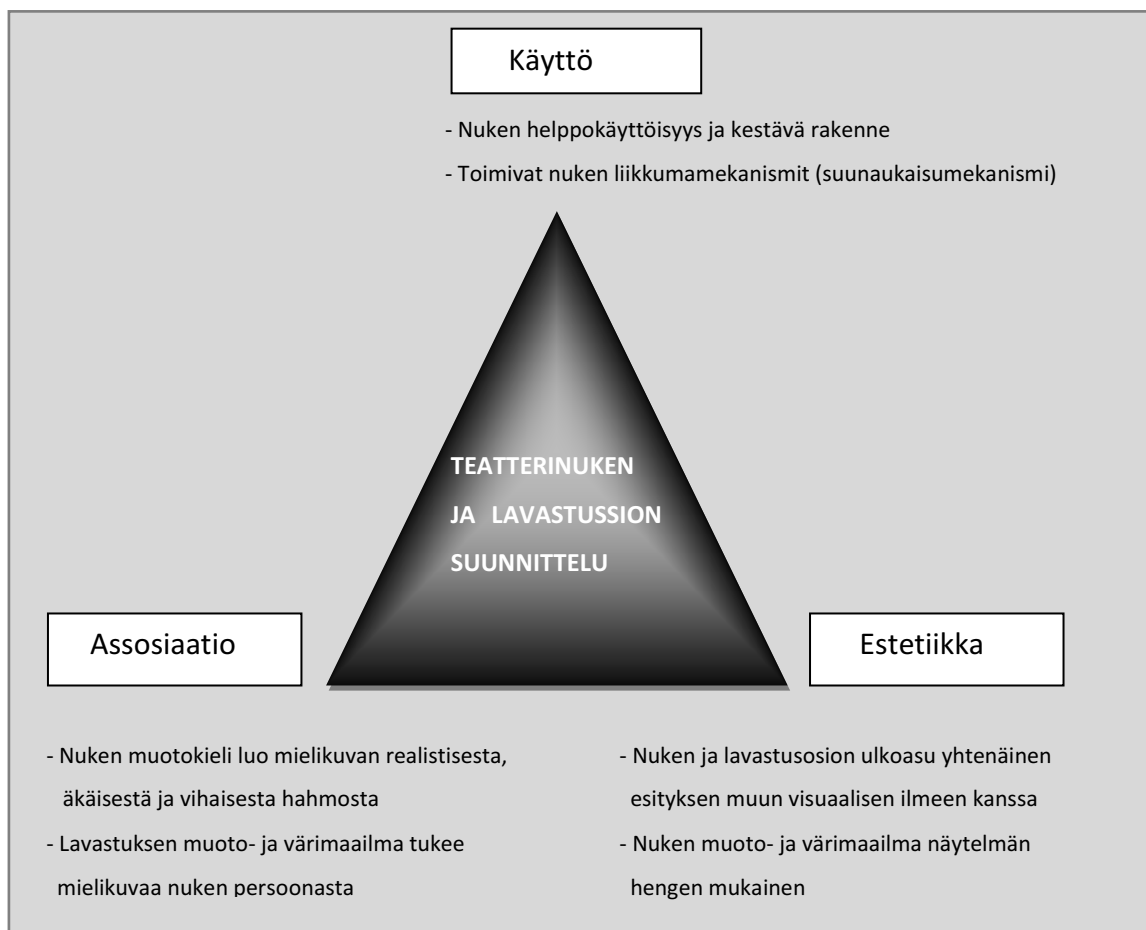 Käyttö
- Nuken helppokäyttöisyys ja kestävä rakenne
- Toimivat nuken liikkumamekanismit (suunaukaisumekanismi)
TEATTERINUKEN
JA LAVASTUSSION
SUUNNITTELU
Assosiaatio
Estetiikka
- Nuken muotokieli luo mielikuvan realistisesta,
äkäisestä ja vihaisesta hahmosta
- Lavastuksen muoto- ja värimaailma tukee
mielikuvaa nuken persoonasta
- Nuken ja lavastusosion ulkoasu yhtenäinen
esityksen muun visuaalisen ilmeen kanssa
- Nuken muoto- ja värimaailma näytelmän
hengen mukainen